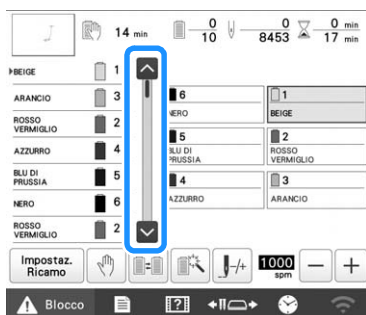 14 min 0/10 0/8453 0 min/17 min
BEIGE 1
ARANCIO 3
ROSSO
VERMIGLIO 2
AZZURRO 4
BLU DI
PRUSSIA 5
NERO 6
ROSSO
VERMIGLIO 2
6
NERO
1
BEIGE
5
BLU DI
PRUSSIA
2
ROSSO
VERMIGLIO
4
AZZURRO
3
ARANCIO
Impostaz.
Ricamo
-/+
1000
spm
− +
Blocco ?